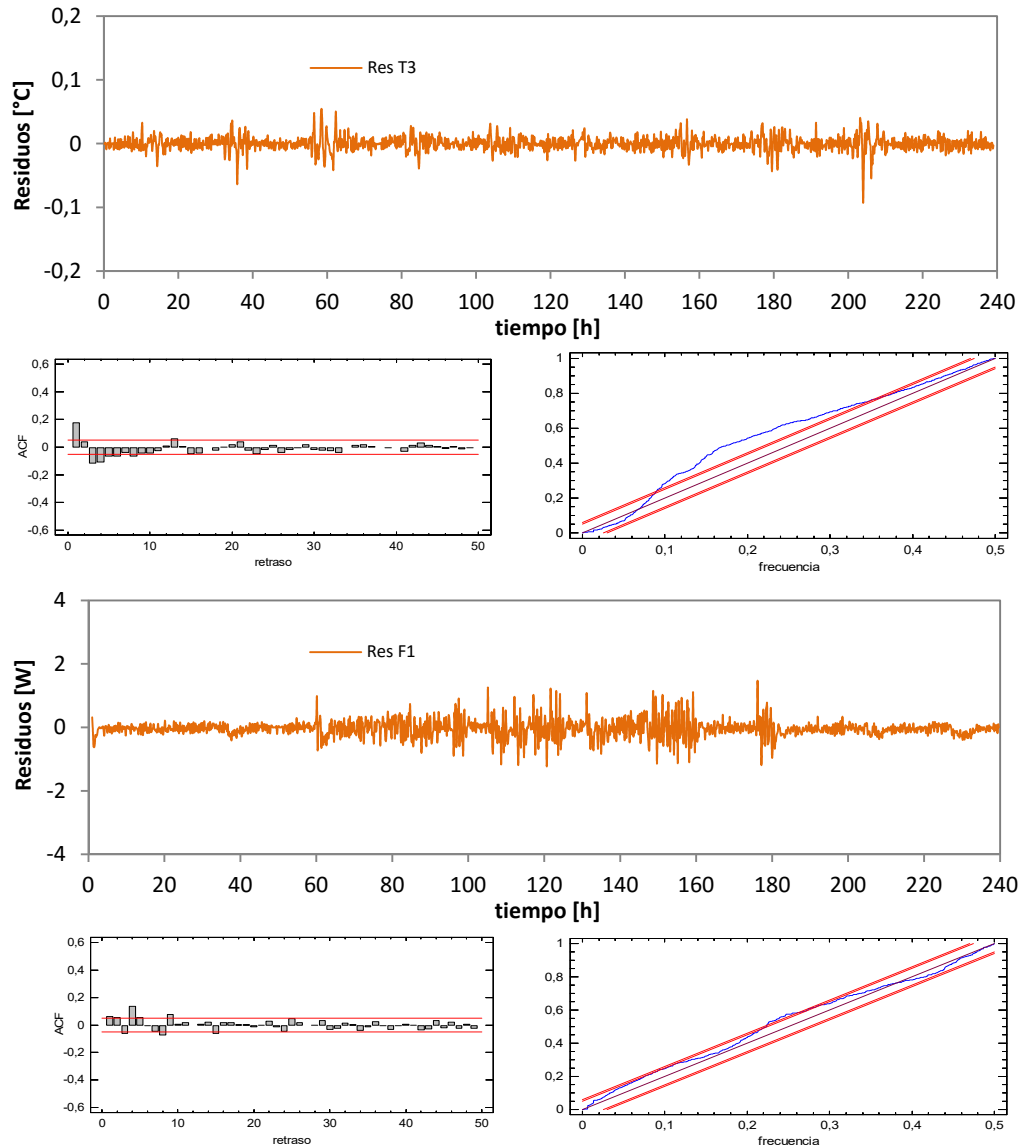 0,2
0,1
0
-0,1
-0,2
Residuos [°C]
Res T3
0 20 40 60 80 100 120 140 160 180 200 220 240
tiempo [h]
0,6
0,4
0,2
0
-0,2
-0,4
-0,6
ACF
0 10 20 30 40 50
retraso
1
0,8
0,6
0,4
0,2
0
0 0,1 0,2 0,3 0,4 0,5
frecuencia
4
2
0
-2
-4
Residuos [W]
Res F1
0 20 40 60 80 100 120 140 160 180 200 220 240
tiempo [h]
0,6
0,4
0,2
0
-0,2
-0,4
-0,6
ACF
0 10 20 30 40 50
retraso
1
0,8
0,6
0,4
0,2
0
0 0,1 0,2 0,3 0,4 0,5
frecuencia